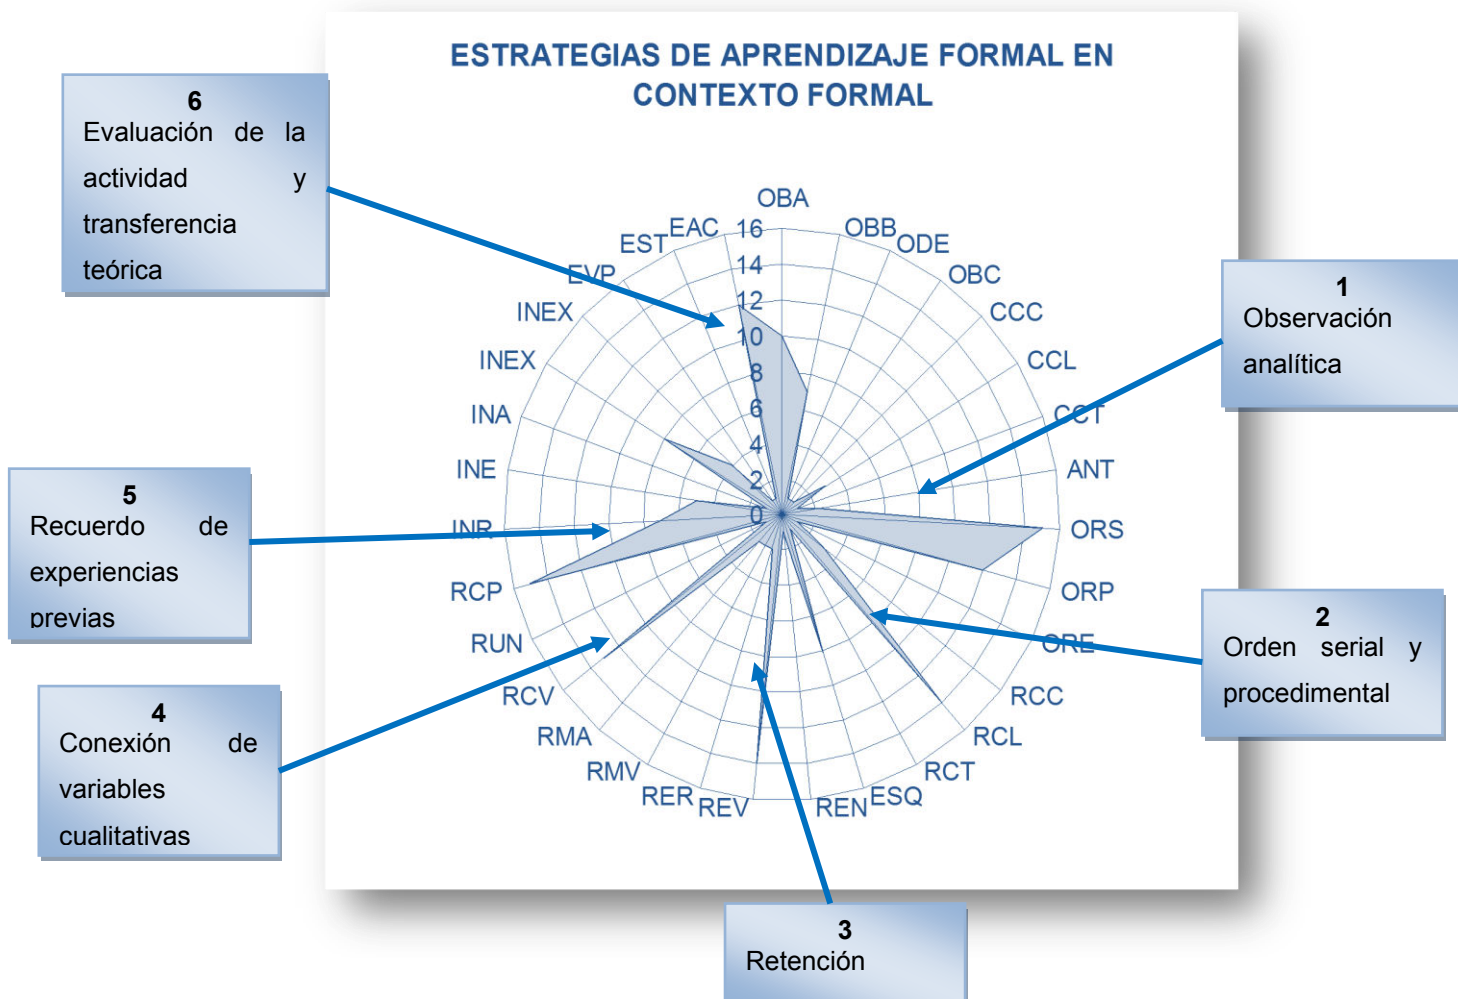 ESTRATEGIAS DE APRENDIZAJE FORMAL EN
CONTEXTO FORMAL
6
Evaluación de la
actividad y
transferencia
teórica
1
Observación
analítica
2
Orden serial y
procedimental
3
Retención
4
Conexión de
variables
cualitativas
5
Recuerdo de
experiencias
previas
OBA
OBB
ODE
OBC
CCC
CCL
CCT
ANT
ORS
ORP
ORE
RCC
RCL
RCT
ESQ
REN
REV
RER
RMV
RMA
RCV
RUN
RCP
INR
INE
INA
INEX
INEX
EVP
EST
EAC
16
14
12
10
8
6
4
2
0